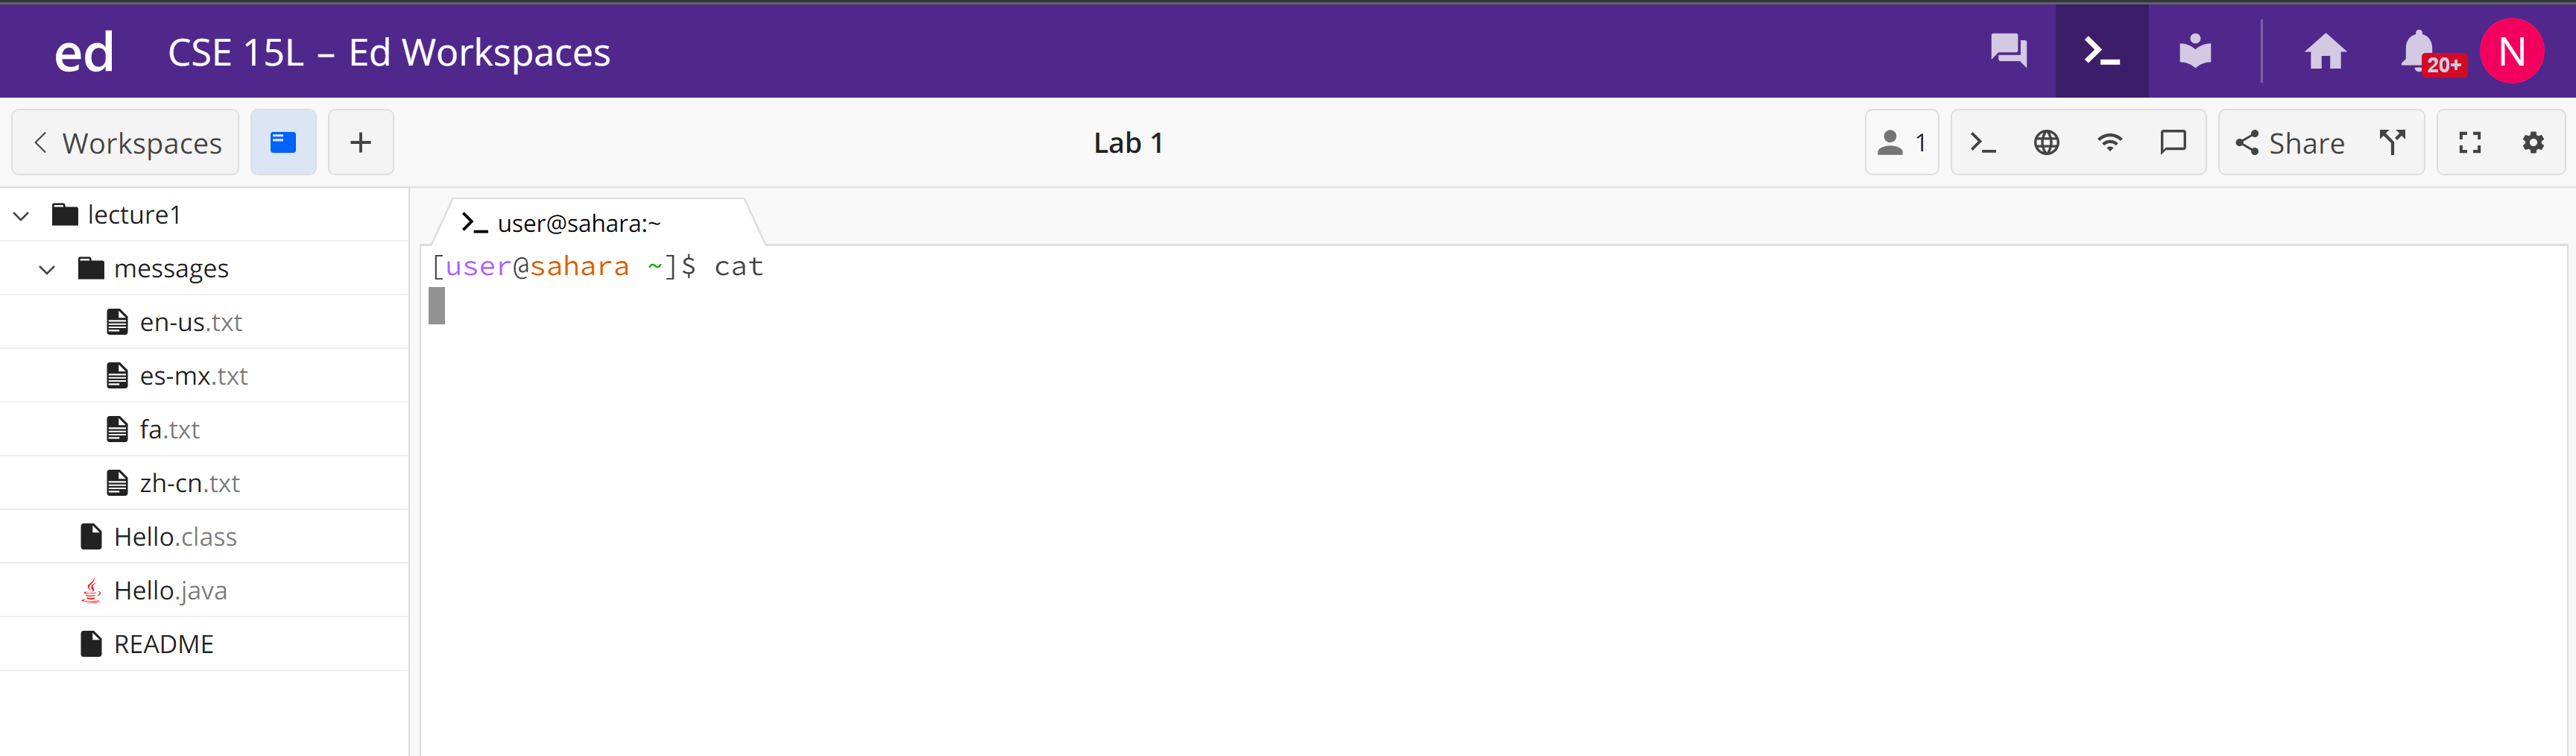 ed CSE 15L – Ed Workspaces 20+ N
Workspaces Lab 1 1 Share
lecture1
messages
en-us.txt
es-mx.txt
fa.txt
zh-cn.txt
Hello.class
Hello.java
README
user@sahara:~
[user@sahara ~]$ cat